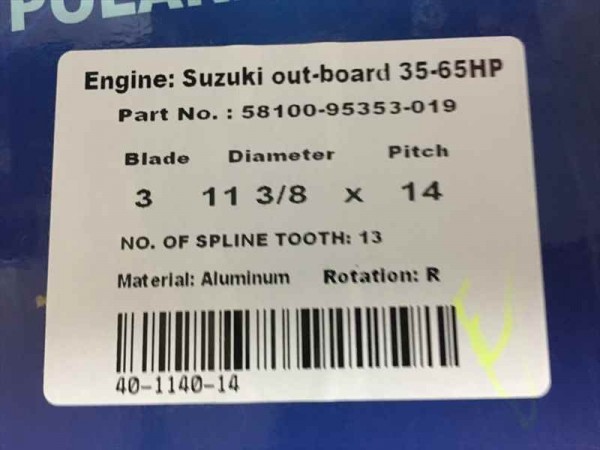 Engine: Suzuki out-board 35-65HP
Part No. : 58100-95353-019
Blade Diameter Pitch
3 11 3/8 x 14
NO. OF SPLINE TOOTH: 13
Material: Aluminum Rotation: R
40-1140-14